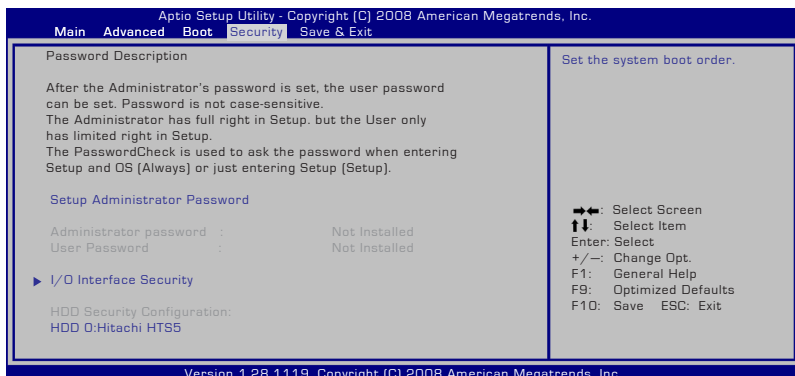 Aptio Setup Utility - Copyright (C) 2008 American Megatrends, Inc.
Main Advanced Boot Security Save & Exit
Password Description
After the Administrator's password is set, the user password
can be set. Password is not case-sensitive.
The Administrator has full right in Setup. but the User only
has limited right in Setup.
The PasswordCheck is used to ask the password when entering
Setup and OS (Always) or just entering Setup (Setup).
Setup Administrator Password
Administrator password : Not Installed
User Password : Not Installed
▶ I/O Interface Security
HDD Security Configuration:
HDD 0:Hitachi HTS5
Set the system boot order.
➡⬅: Select Screen
⬆⬇: Select Item
Enter: Select
+/—: Change Opt.
F1: General Help
F9: Optimized Defaults
F10: Save ESC: Exit
Version 1.28.1119. Copyright (C) 2008 American Megatrends, Inc.